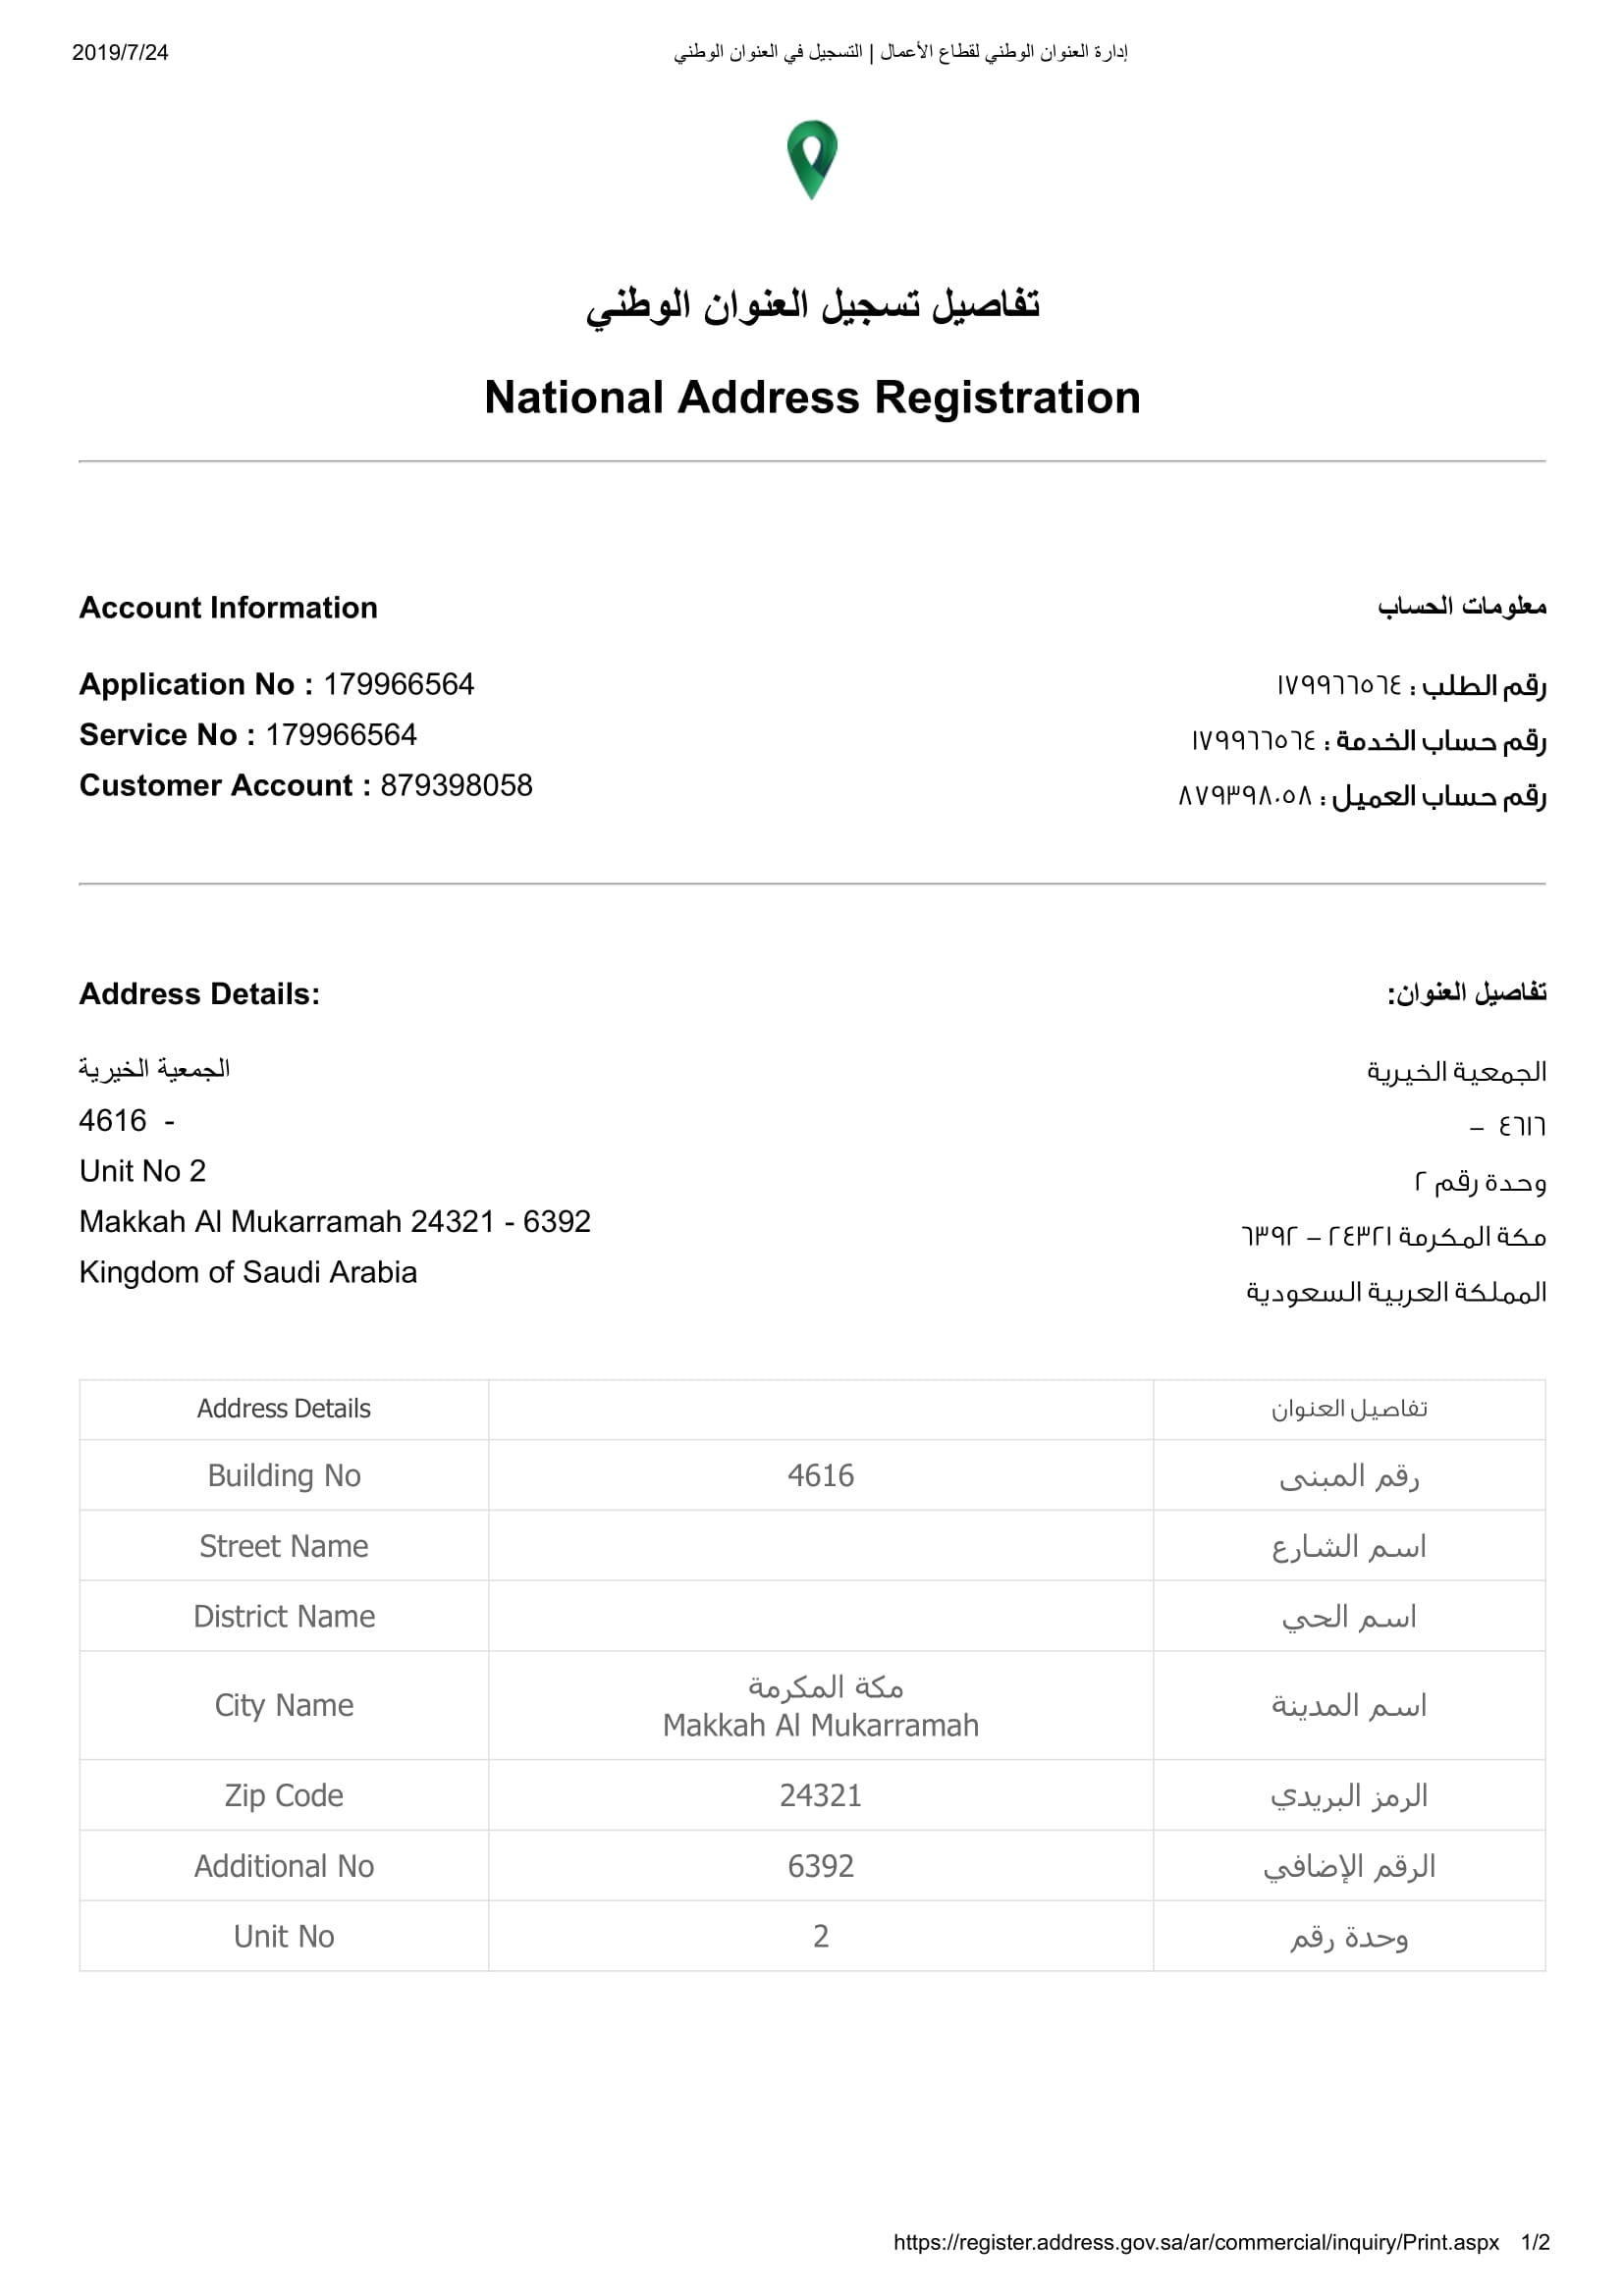 2019/7/24
إدارة العنوان الوطني لقطاع الأعمال | التسجيل في العنوان الوطني
تفاصيل تسجيل العنوان الوطني
National Address Registration
Account Information
معلومات الحساب
Application No : 179966564
رقم الطلب : ١٧٩٩٦٦٥٦٤
Service No : 179966564
رقم حساب الخدمة : ١٧٩٩٦٦٥٦٤
Customer Account : 879398058
رقم حساب العميل : ٨٧٩٣٩٨٠٥٨
Address Details:
تفاصيل العنوان:
الجمعية الخيرية
الجمعية الخيرية
4616 -
٤٦١٦ –
Unit No 2
وحدة رقم ٢
Makkah Al Mukarramah 24321 - 6392
مكة المكرمة ٢٤٣٢١ – ٦٣٩٢
Kingdom of Saudi Arabia
المملكة العربية السعودية
Address Details تفاصيل العنوان
Building No 4616 رقم المبنى
Street Name اسم الشارع
District Name اسم الحي
مكة المكرمة
City Name Makkah Al Mukarramah اسم المدينة
Zip Code 24321 الرمز البريدي
Additional No 6392 الرقم الإضافي
Unit No 2 وحدة رقم
https://register.address.gov.sa/ar/commercial/inquiry/Print.aspx 1/2